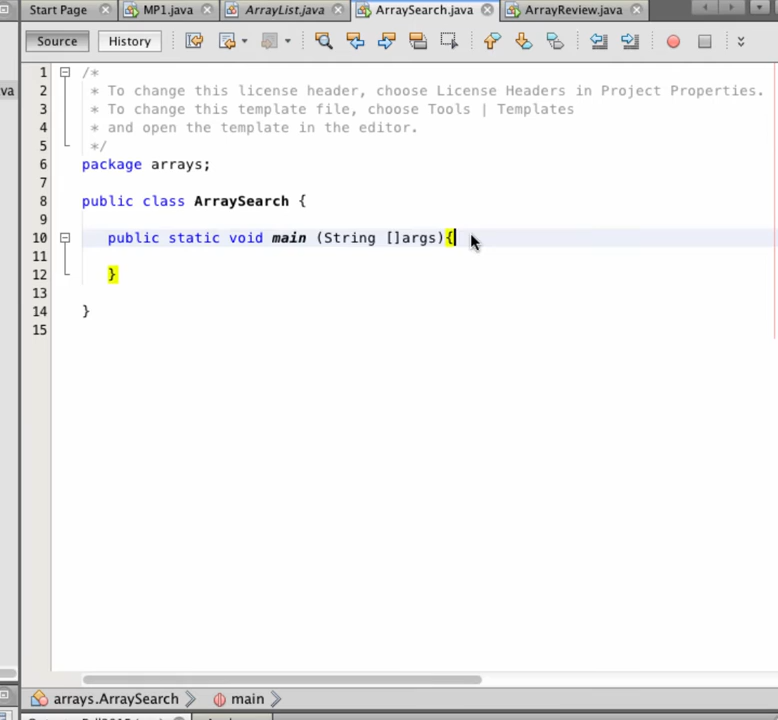 Start Page MP1.java ArrayList.java ArraySearch.java ArrayReview.java
Source History
va
1 /*
2 * To change this license header, choose License Headers in Project Properties.
3 * To change this template file, choose Tools | Templates
4 * and open the template in the editor.
5 */
6 package arrays;
7
8 public class ArraySearch {
9
10 public static void main (String []args){
11
12 }
13
14 }
15
arrays.ArraySearch main